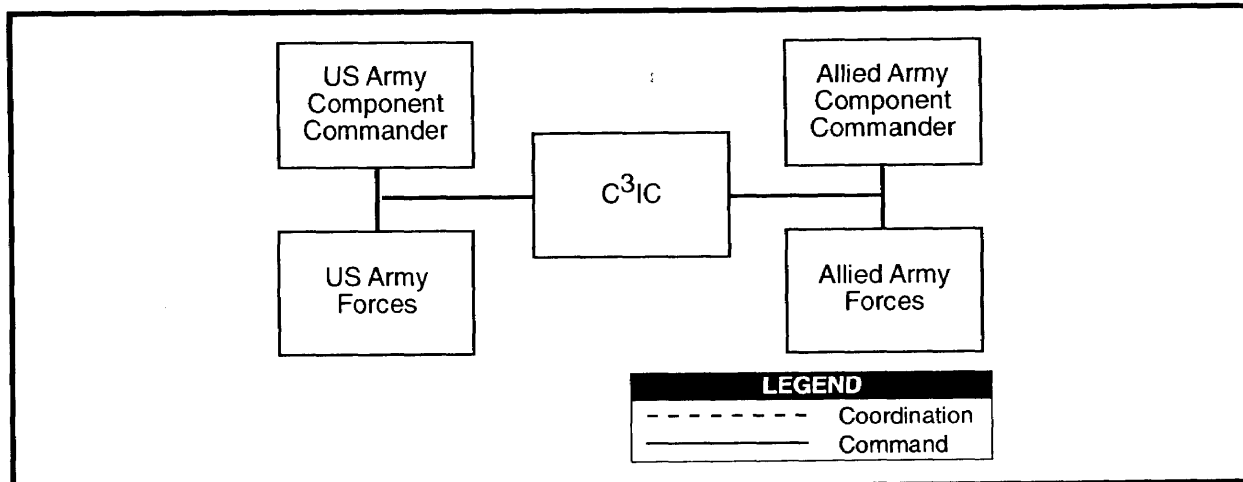 US Army
Component
Commander
Allied Army
Component
Commander
C³IC
US Army
Forces
Allied Army
Forces
LEGEND
Coordination
Command